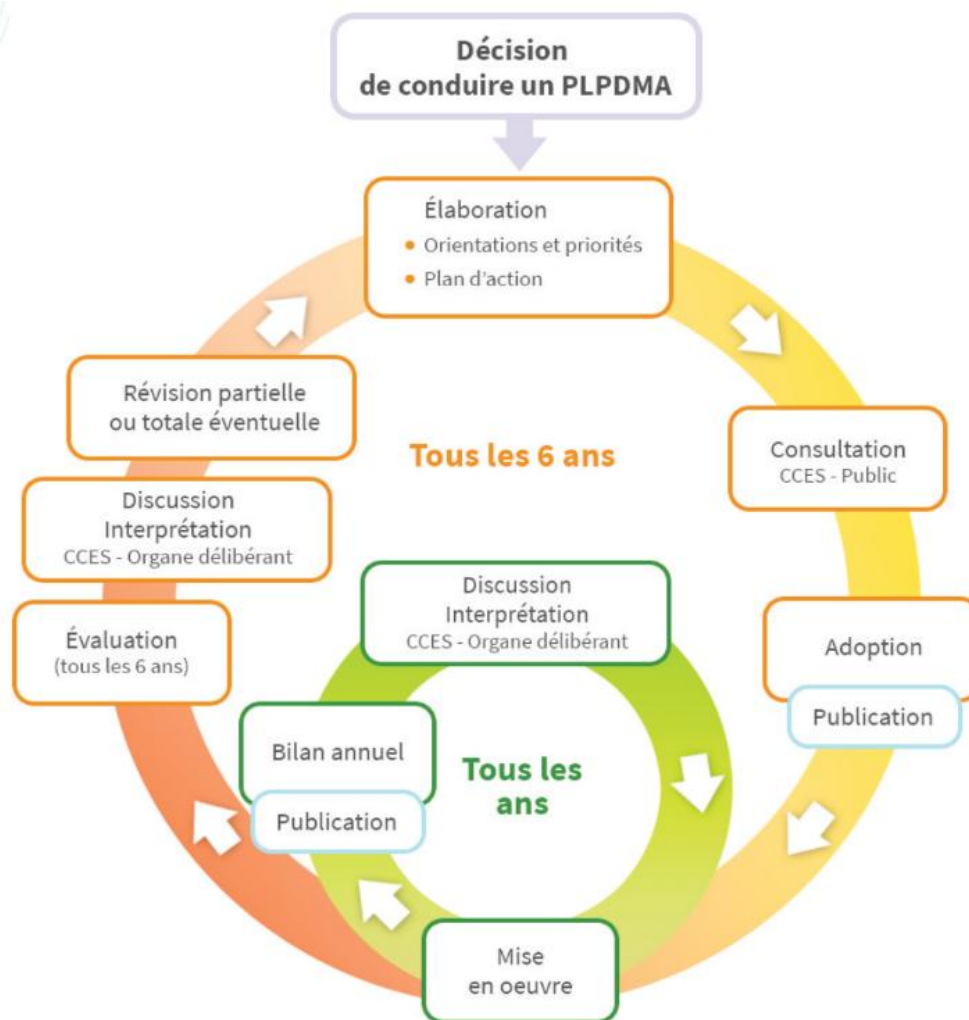 Décision
de conduire un PLPDMA
Élaboration
• Orientations et priorités
• Plan d'action
Révision partielle
ou totale éventuelle
Tous les 6 ans
Consultation
CCES - Public
Discussion
Interprétation
CCES - Organe délibérant
Discussion
Interprétation
CCES - Organe délibérant
Évaluation
(tous les 6 ans)
Adoption
Publication
Bilan annuel
Publication
Tous les
ans
Mise
en oeuvre